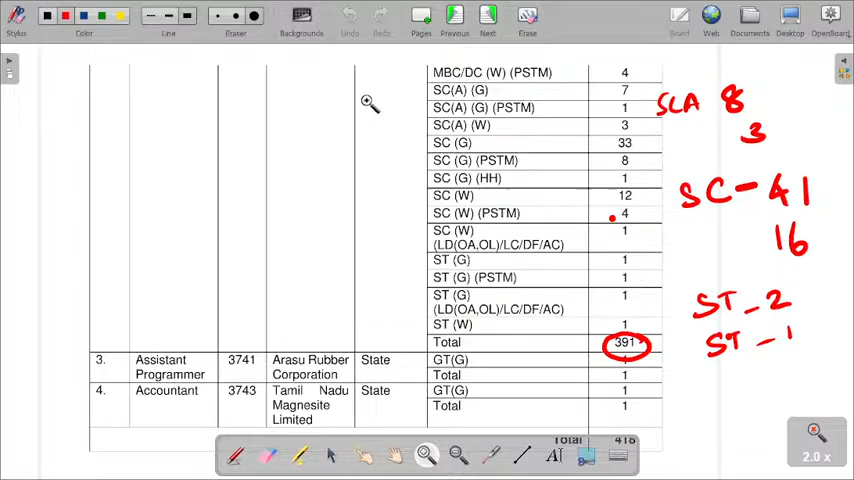 Stylus Color Line Eraser Backgrounds Undo Redo Pages Previous Next Erase Board Web Documents Desktop OpenBoard
MBC/DC (W) (PSTM) 4
SC(A) (G) 7
SC(A) (G) (PSTM) 1
SC(A) (W) 3
SC (G) 33
SC (G) (PSTM) 8
SC (G) (HH) 1
SC (W) 12
SC (W) (PSTM) 4
SC (W) 1
(LD(OA,OL)/LC/DF/AC)
ST (G) 1
ST (G) (PSTM) 1
ST (G) 1
(LD(OA,OL)/LC/DF/AC)
ST (W) 1
Total 391
3. Assistant 3741 Arasu Rubber State GT(G) 1
Programmer Corporation Total 1
4. Accountant 3743 Tamil Nadu State GT(G) 1
Magnesite Total 1
Limited
Total 418
SCA 8
3
SC - 41
16
ST - 2
ST - 1
2.0 x